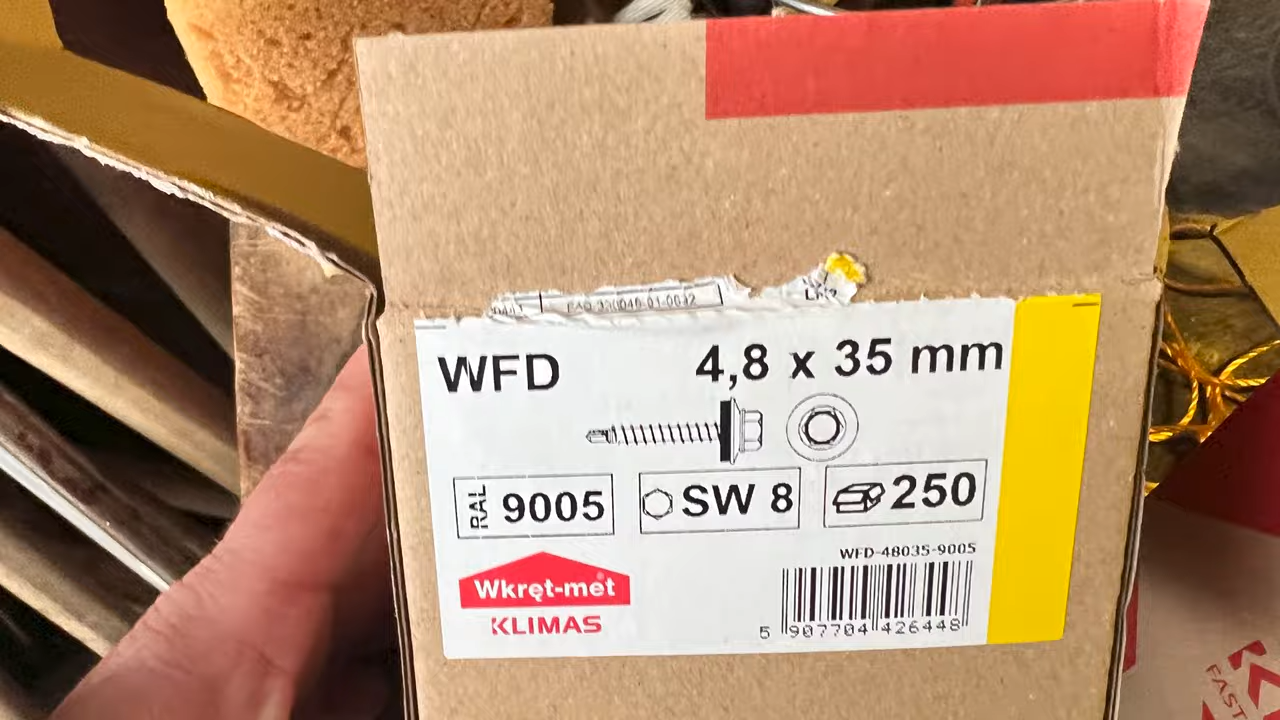 WFD 4,8 x 35 mm
RAL 9005 SW 8 250
WFD-48035-9005
Wkręt-met
KLIMAS
5 907704 426448
FAST